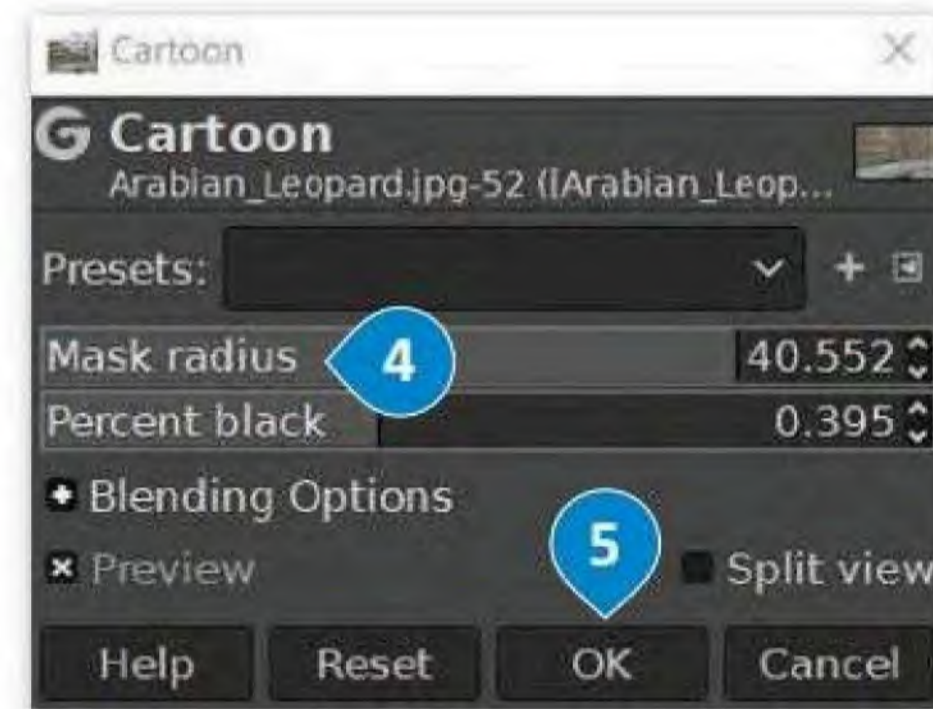 Cartoon
Cartoon
Arabian_Leopard.jpg-52 ([Arabian_Leop...
Presets:
Mask radius 4 40.552
Percent black 0.395
Blending Options
5
Preview Split view
Help Reset OK Cancel